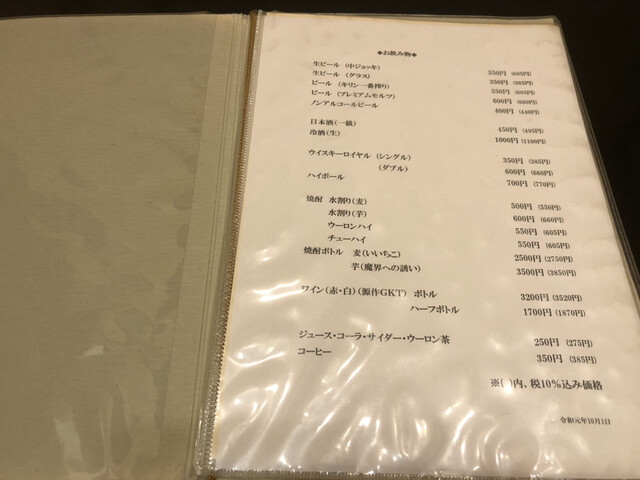 ◆お飲み物◆
生ビール (中ジョッキ) 550円 (605円)
生ビール (グラス) 350円 (385円)
ビール (キリン一番搾り) 550円 (605円)
ビール (プレミアムモルツ) 600円 (660円)
ノンアルコールビール 400円 (440円)
日本酒(一級) 450円 (495円)
冷酒(生) 1000円 (1100円)
ウイスキーローヤル (シングル) 350円 (385円)
(ダブル) 600円 (660円)
ハイボール 700円 (770円)
焼酎 水割り(麦) 500円 (550円)
水割り(芋) 600円 (660円)
ウーロンハイ 550円 (605円)
チューハイ 550円 (605円)
焼酎ボトル 麦(いいちこ) 2500円 (2750円)
芋(魔界への誘い) 3500円 (3850円)
ワイン(赤・白)(源作GKT) ボトル 3200円 (3520円)
ハーフボトル 1700円 (1870円)
ジュース・コーラ・サイダー・ウーロン茶 250円 (275円)
コーヒー 350円 (385円)
※( )内、税10%込み価格
令和元年10月1日